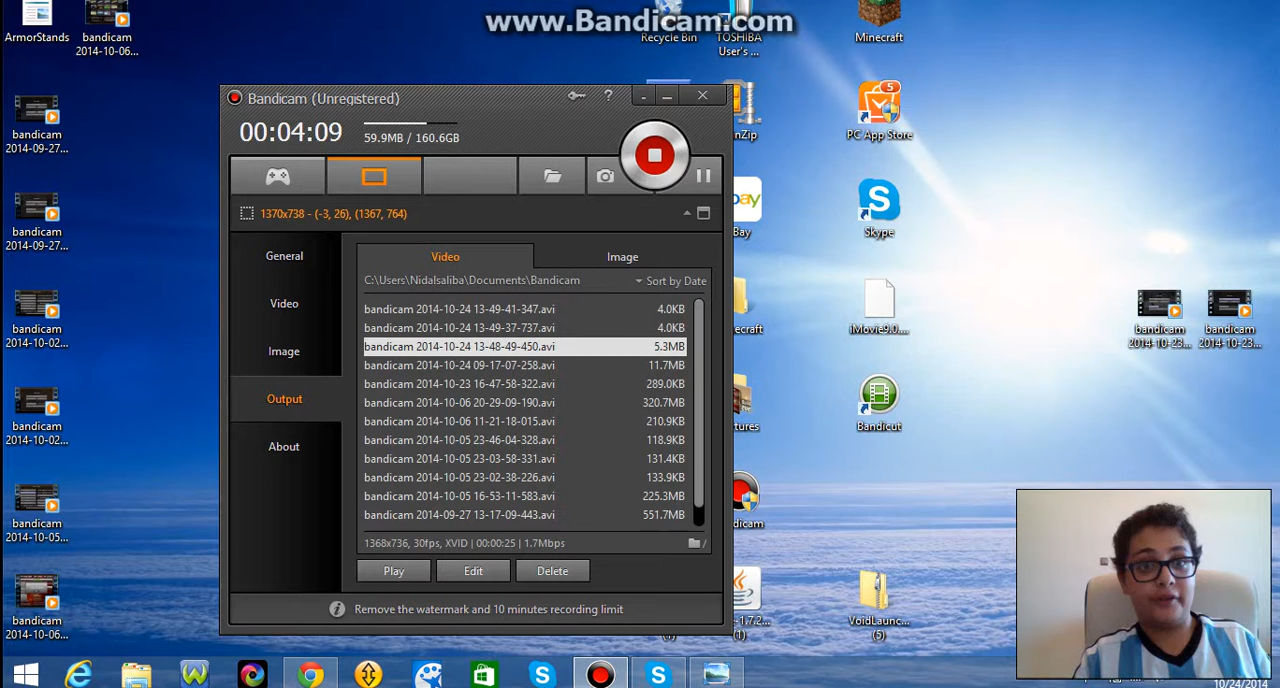 www.Bandicam.com
ArmorStands
bandicam
2014-10-06...
Recycle Bin
TOSHIBA
User's ...
Minecraft
bandicam
2014-09-27...
Bandicam (Unregistered)
?
00:04:09
59.9MB / 160.6GB
5
PC App Store
1370x738 - (-3, 26), (1367, 764)
bandicam
2014-09-27...
Skype
General
Video
Image
Output
About
Video
Image
C:\Users\Nidalsaliba\Documents\Bandicam
Sort by Date
bandicam 2014-10-24 13-49-41-347.avi 4.0KB
bandicam 2014-10-24 13-49-37-737.avi 4.0KB
bandicam 2014-10-24 13-48-49-450.avi 5.3MB
bandicam 2014-10-24 09-17-07-258.avi 11.7MB
bandicam 2014-10-23 16-47-58-322.avi 289.0KB
bandicam 2014-10-06 20-29-09-190.avi 320.7MB
bandicam 2014-10-06 11-21-18-015.avi 210.9KB
bandicam 2014-10-05 23-46-04-328.avi 118.9KB
bandicam 2014-10-05 23-03-58-331.avi 131.4KB
bandicam 2014-10-05 23-02-38-226.avi 133.9KB
bandicam 2014-10-05 16-53-11-583.avi 225.3MB
bandicam 2014-09-27 13-17-09-443.avi 551.7MB
1368x736, 30fps, XVID | 00:00:25 | 1.7Mbps
Play
Edit
Delete
Remove the watermark and 10 minutes recording limit
bandicam
2014-10-02...
iMovie9.0....
bandicam
2014-10-23...
bandicam
2014-10-23...
bandicam
2014-10-02...
Bandicut
bandicam
2014-10-05...
bandicam
2014-10-06...
(1)
VoidLaunc...
(5)
10/24/2014